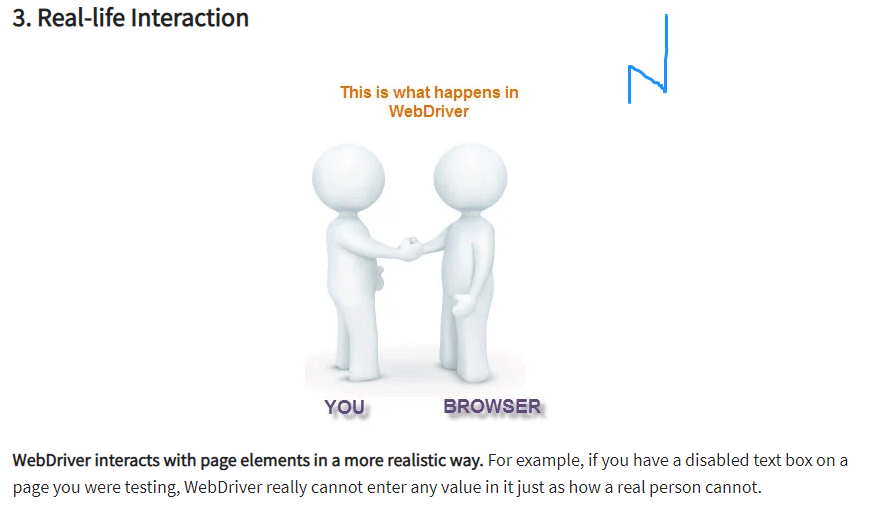 3. Real-life Interaction
This is what happens in
WebDriver
YOU
BROWSER
WebDriver interacts with page elements in a more realistic way. For example, if you have a disabled text box on a
page you were testing, WebDriver really cannot enter any value in it just as how a real person cannot.